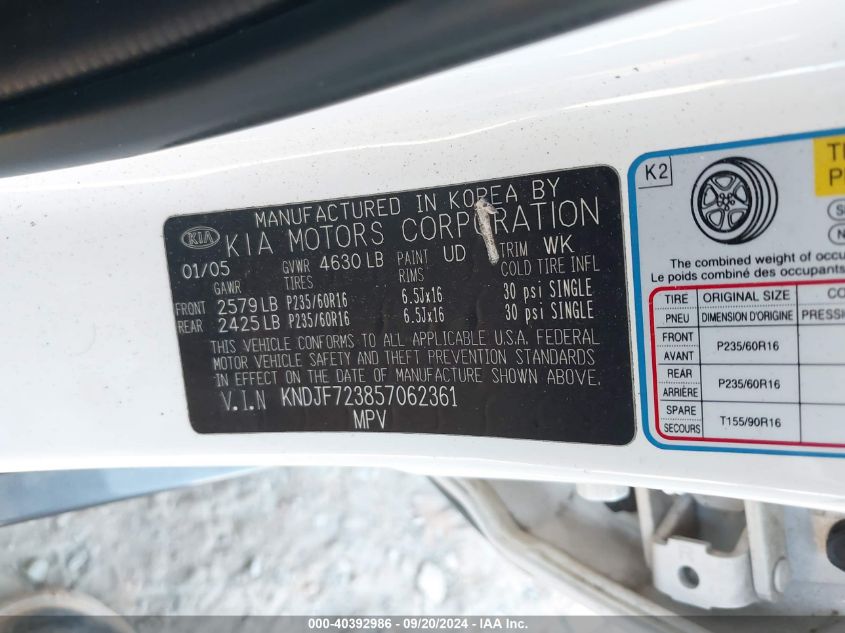 MANUFACTURED IN KOREA BY
KIA KIA MOTORS CORPORATION
01/05 GVWR 4630 LB PAINT UD TRIM WK
GAWR TIRES RIMS COLD TIRE INFL
FRONT 2579 LB P235/60R16 6.5Jx16 30 psi SINGLE
REAR 2425 LB P235/60R16 6.5Jx16 30 psi SINGLE
THIS VEHICLE CONFORMS TO ALL APPLICABLE U.S.A. FEDERAL
MOTOR VEHICLE SAFETY AND THEFT PREVENTION STANDARDS
IN EFFECT ON THE DATE OF MANUFACTURE SHOWN ABOVE.
V.I.N KNDJF723857062361
MPV
K2
The combined weight of occu
Le poids combiné des occupants
TIRE ORIGINAL SIZE
PNEU DIMENSION D'ORIGINE
FRONT
AVANT P235/60R16
REAR
ARRIÈRE P235/60R16
SPARE
SECOURS T155/90R16
000-40392986 - 09/20/2024 - IAA Inc.